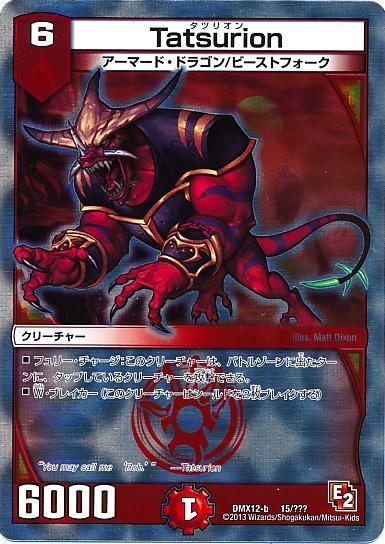 6
タツリオン
Tatsurion
アーマード・ドラゴン/ビーストフォーク
Illus. Matt Dixon
クリーチャー
■ フュリー・チャージ:このクリーチャーは、バトルゾーンに出たター
ンに、タップしているクリーチャーを攻撃できる。
■ W・ブレイカー (このクリーチャーはシールドを2枚ブレイクする)
"You may call me 'Bob.'" —Tatsurion
6000
1
DMX12-b 15/???
©2013 Wizards/Shogakukan/Mitsui-Kids
E2